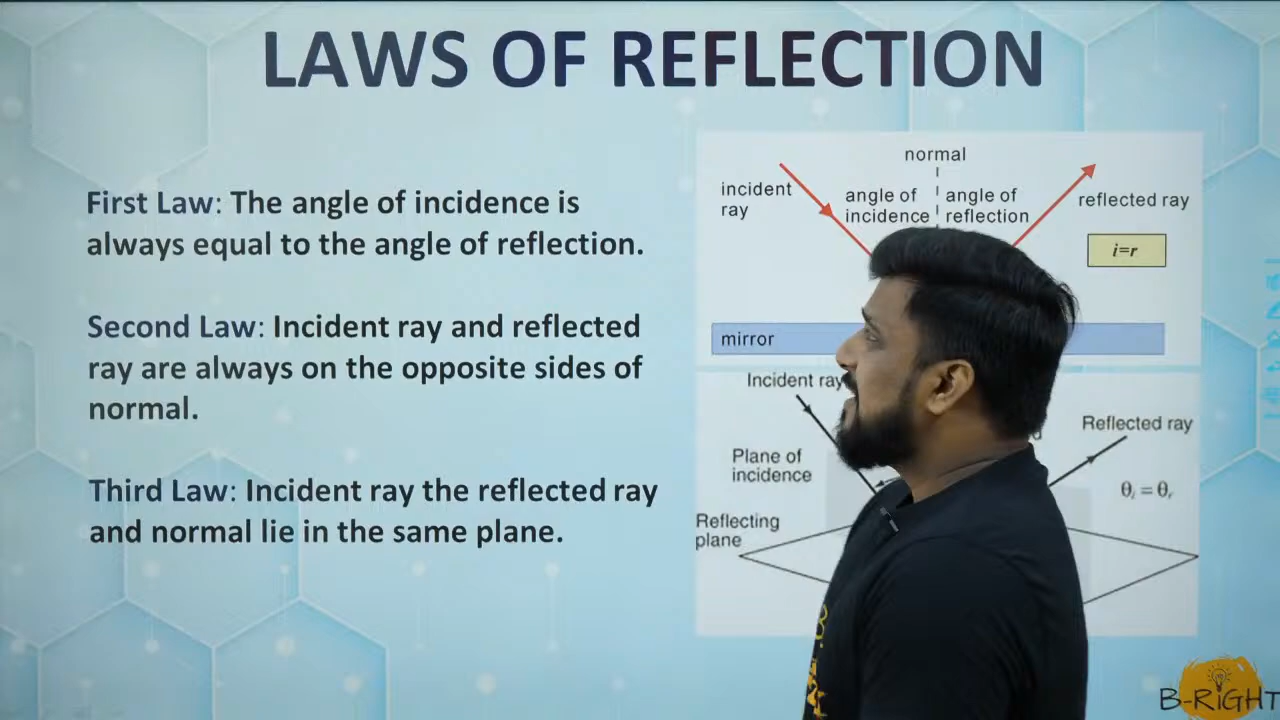 LAWS OF REFLECTION
First Law: The angle of incidence is
always equal to the angle of reflection.
Second Law: Incident ray and reflected
ray are always on the opposite sides of
normal.
Third Law: Incident ray the reflected ray
and normal lie in the same plane.
normal
incident
ray
angle of
incidence
angle of
reflection
reflected ray
i=r
mirror
Incident ray
Reflected ray
Plane of
incidence
θᵢ = θᵣ
Reflecting
plane
B-RIGHT